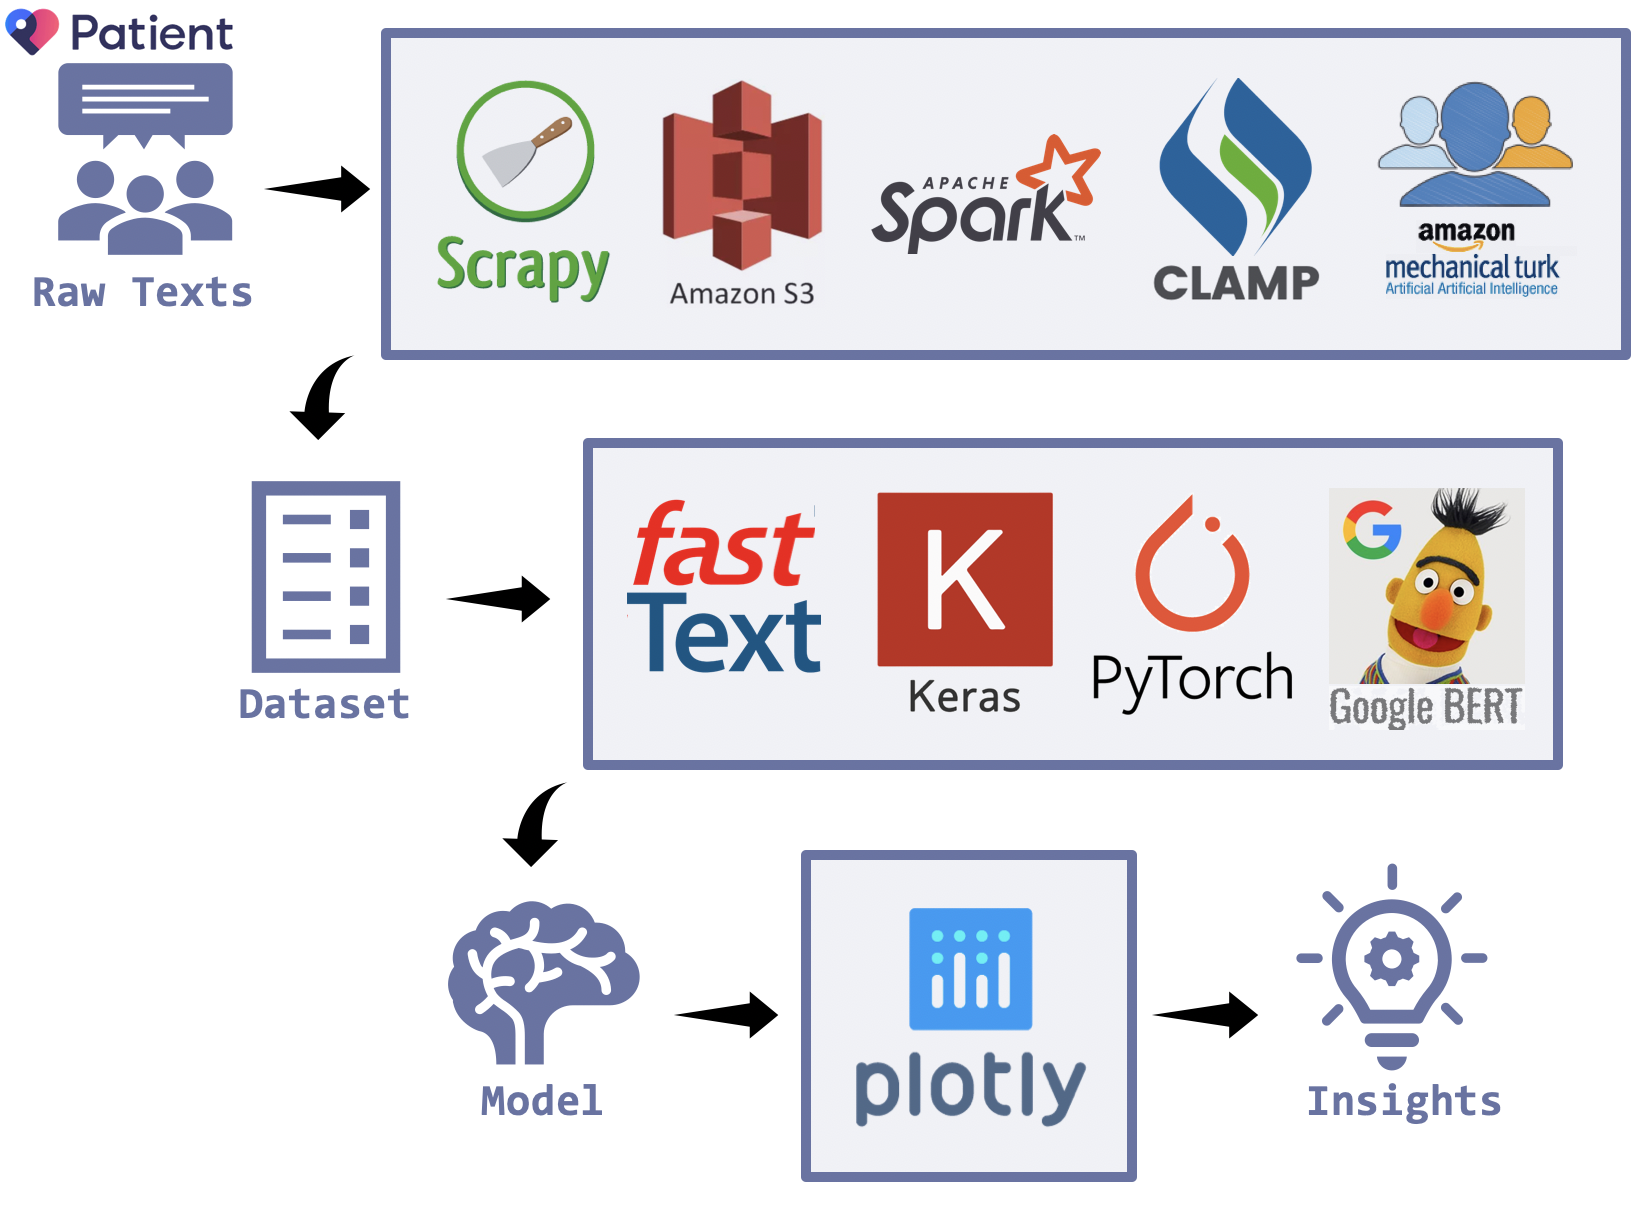 Patient
Raw Texts
Scrapy
Amazon S3
APACHE
Spark™
CLAMP
amazon
mechanical turk
Artificial Artificial Intelligence
Dataset
fast
Text
K
Keras
PyTorch
G
Google BERT
Model
plotly
Insights